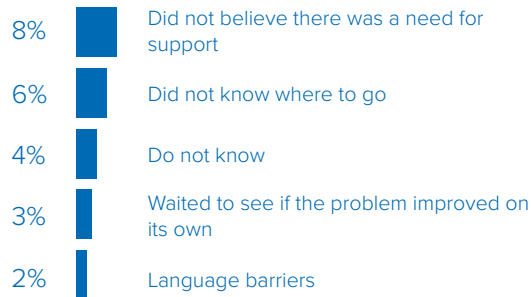 8%
Did not believe there was a need for
support
6%
Did not know where to go
4%
Do not know
3%
Waited to see if the problem improved on
its own
2%
Language barriers